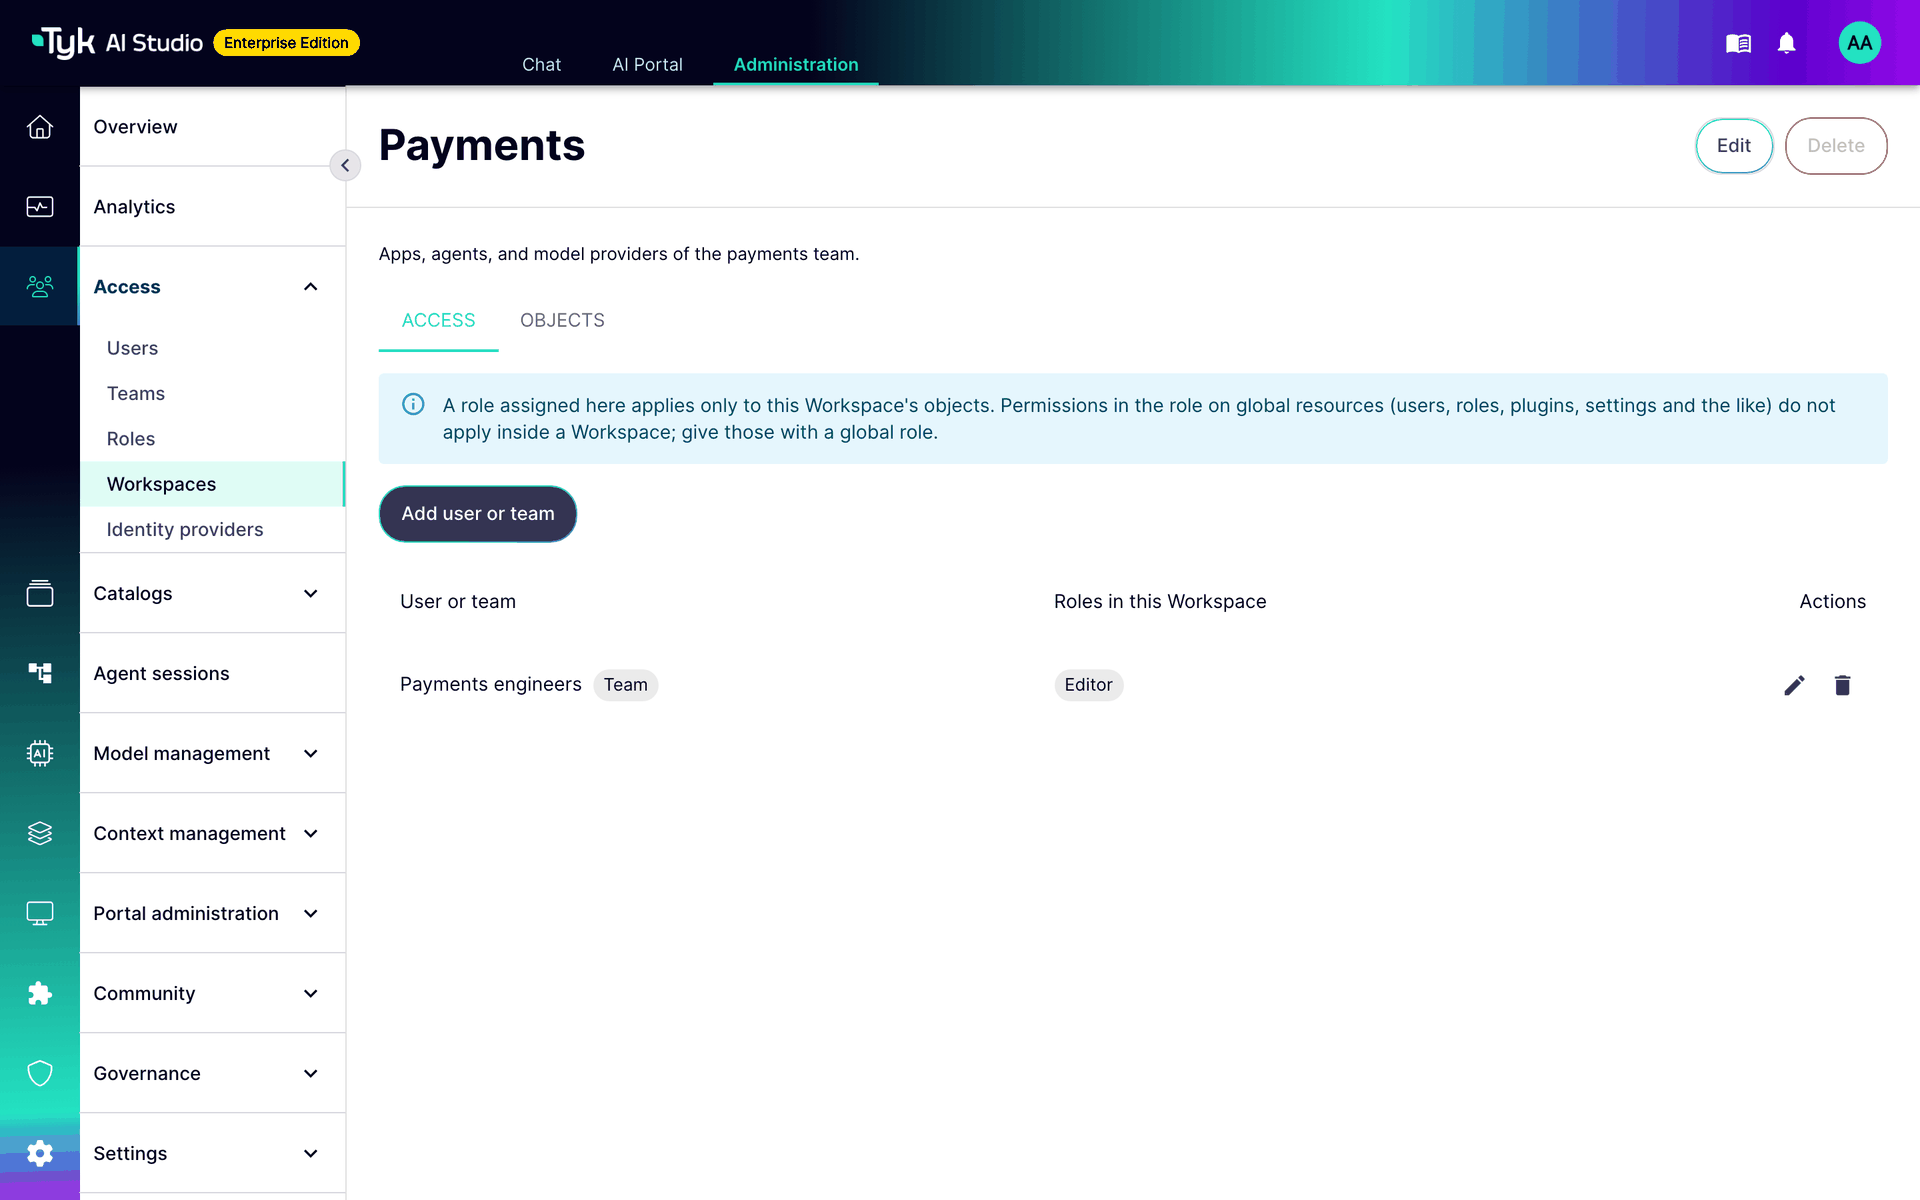 Tyk AI Studio Enterprise Edition
Chat AI Portal Administration
AA
Overview
Analytics
Access
Users
Teams
Roles
Workspaces
Identity providers
Catalogs
Agent sessions
AI
Model management
Context management
Portal administration
Community
Governance
Settings
Payments
Edit Delete
Apps, agents, and model providers of the payments team.
ACCESS OBJECTS
A role assigned here applies only to this Workspace's objects. Permissions in the role on global resources (users, roles, plugins, settings and the like) do not
apply inside a Workspace; give those with a global role.
Add user or team
User or team Roles in this Workspace Actions
Payments engineers Team Editor